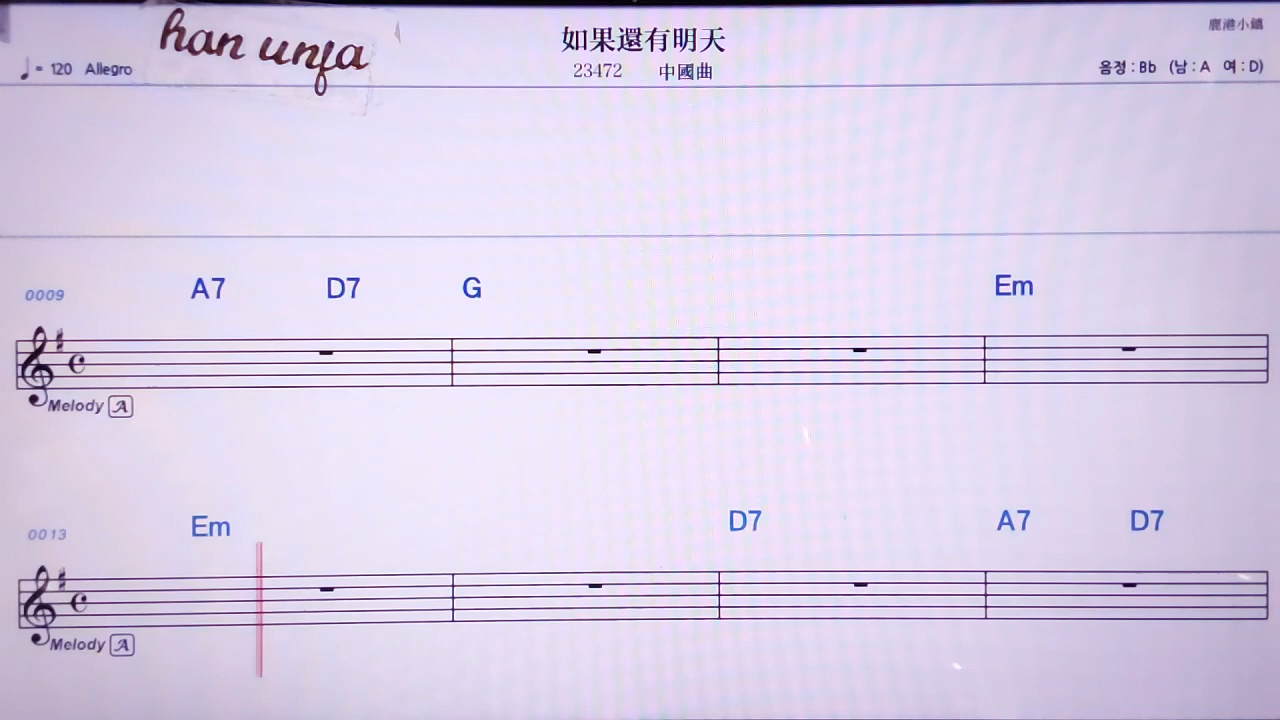 han unfa
如果還有明天
鹿港小鎮
♩= 120 Allegro
23472 中國曲
음정 : Bb (남 : A 여 : D)
0009 A7 D7 G Em
Melody A
0013 Em D7 A7 D7
Melody A